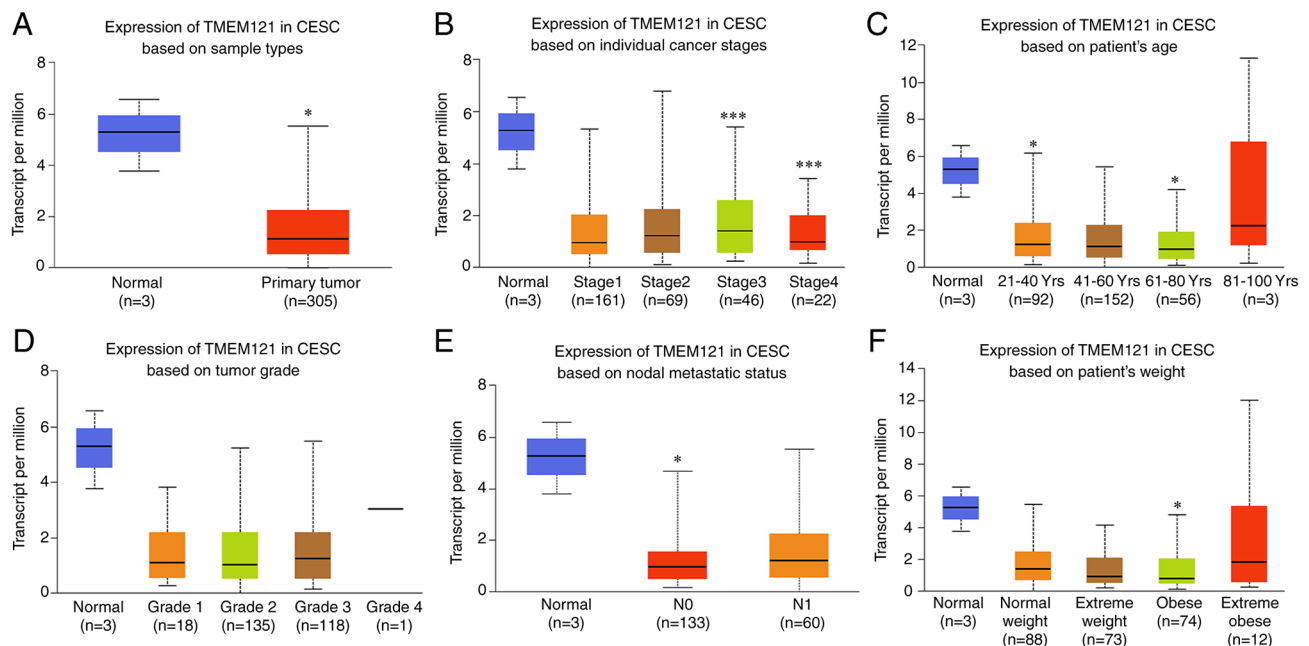 A
Expression of TMEM121 in CESC
based on sample types
Transcript per million
8
6
4
2
0
*
Normal
(n=3)
Primary tumor
(n=305)
B
Expression of TMEM121 in CESC
based on individual cancer stages
Transcript per million
8
6
4
2
0
***
***
Normal
(n=3)
Stage1
(n=161)
Stage2
(n=69)
Stage3
(n=46)
Stage4
(n=22)
C
Expression of TMEM121 in CESC
based on patient's age
Transcript per million
12
10
8
6
4
2
0
*
*
Normal
(n=3)
21-40 Yrs
(n=92)
41-60 Yrs
(n=152)
61-80 Yrs
(n=56)
81-100 Yrs
(n=3)
D
Expression of TMEM121 in CESC
based on tumor grade
Transcript per million
8
6
4
2
0
Normal
(n=3)
Grade 1
(n=18)
Grade 2
(n=135)
Grade 3
(n=118)
Grade 4
(n=1)
E
Expression of TMEM121 in CESC
based on nodal metastatic status
Transcript per million
8
6
4
2
0
*
Normal
(n=3)
N0
(n=133)
N1
(n=60)
F
Expression of TMEM121 in CESC
based on patient's weight
Transcript per million
14
12
10
8
6
4
2
0
*
Normal
(n=3)
Normal
weight
(n=88)
Extreme
weight
(n=73)
Obese
(n=74)
Extreme
obese
(n=12)